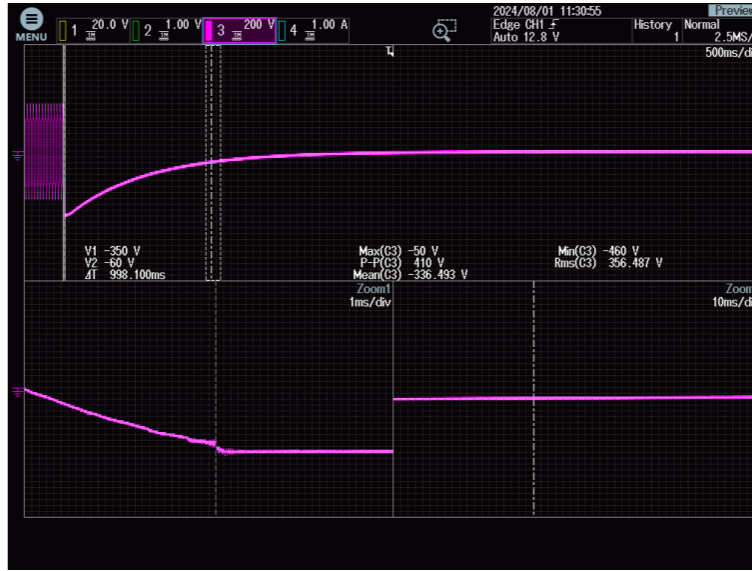 2024/08/01 11:30:55
Preview
MENU
1 20.0 V
2 1.00 V
3 200 V
4 1.00 A
Edge CH1
Auto 12.8 V
History
1
Normal
2.5MS/
500ms/di
V1 -350 V
V2 -60 V
ΔT 998.100ms
Max(C3) -50 V
P-P(C3) 410 V
Mean(C3) -336.493 V
Min(C3) -460 V
Rms(C3) 356.487 V
Zoom1
1ms/div
Zoom
10ms/di